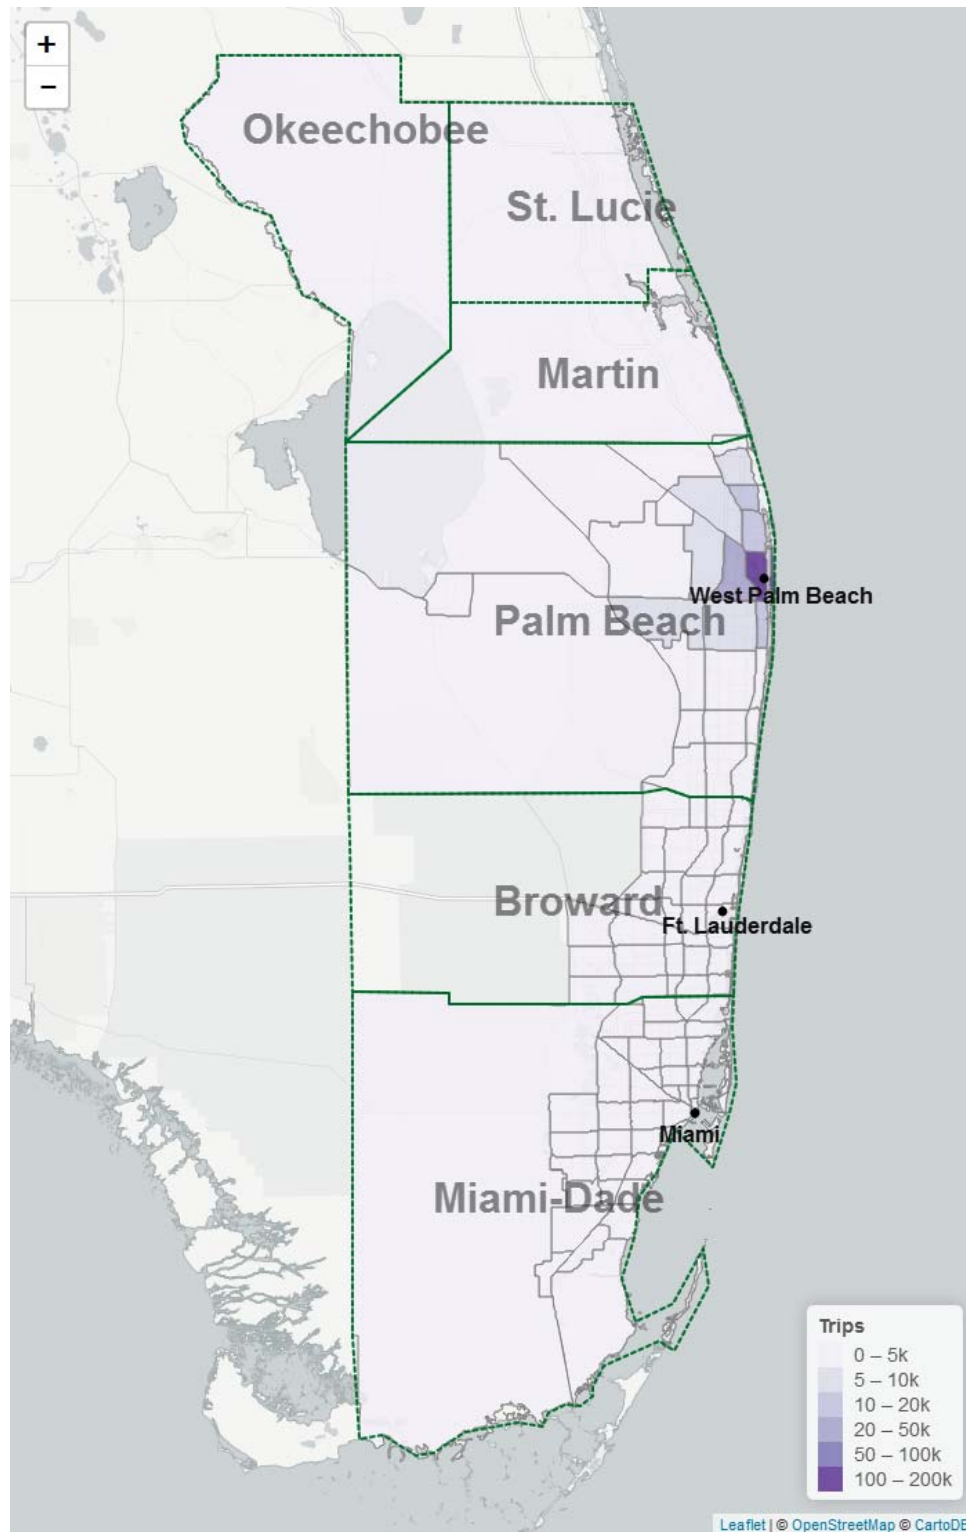 +
−
Okeechobee
St. Lucie
Martin
West Palm Beach
Palm Beach
Broward
Ft. Lauderdale
Miami
Miami-Dade
Trips
0 – 5k
5 – 10k
10 – 20k
20 – 50k
50 – 100k
100 – 200k
Leaflet | © OpenStreetMap © CartoDB